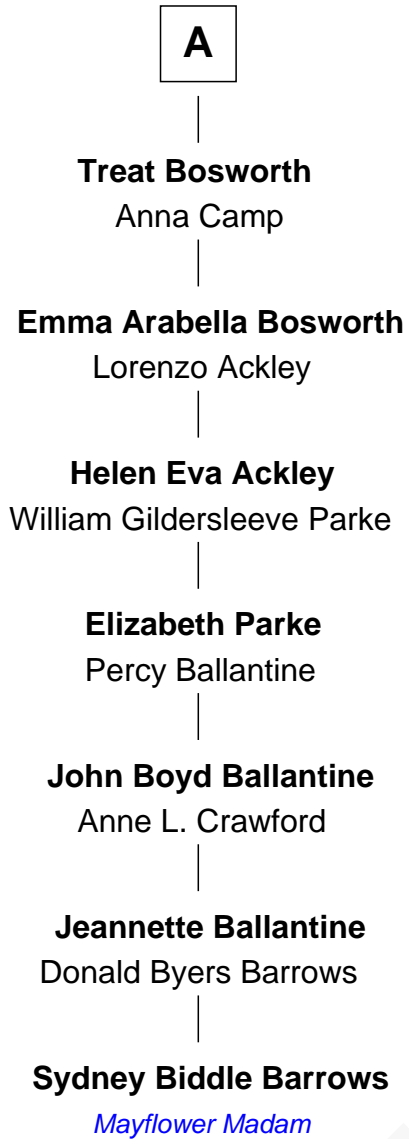 A
Treat Bosworth
Anna Camp
Emma Arabella Bosworth
Lorenzo Ackley
Helen Eva Ackley
William Gildersleeve Parke
Elizabeth Parke
Percy Ballantine
John Boyd Ballantine
Anne L. Crawford
Jeannette Ballantine
Donald Byers Barrows
Sydney Biddle Barrows
Mayflower Madam